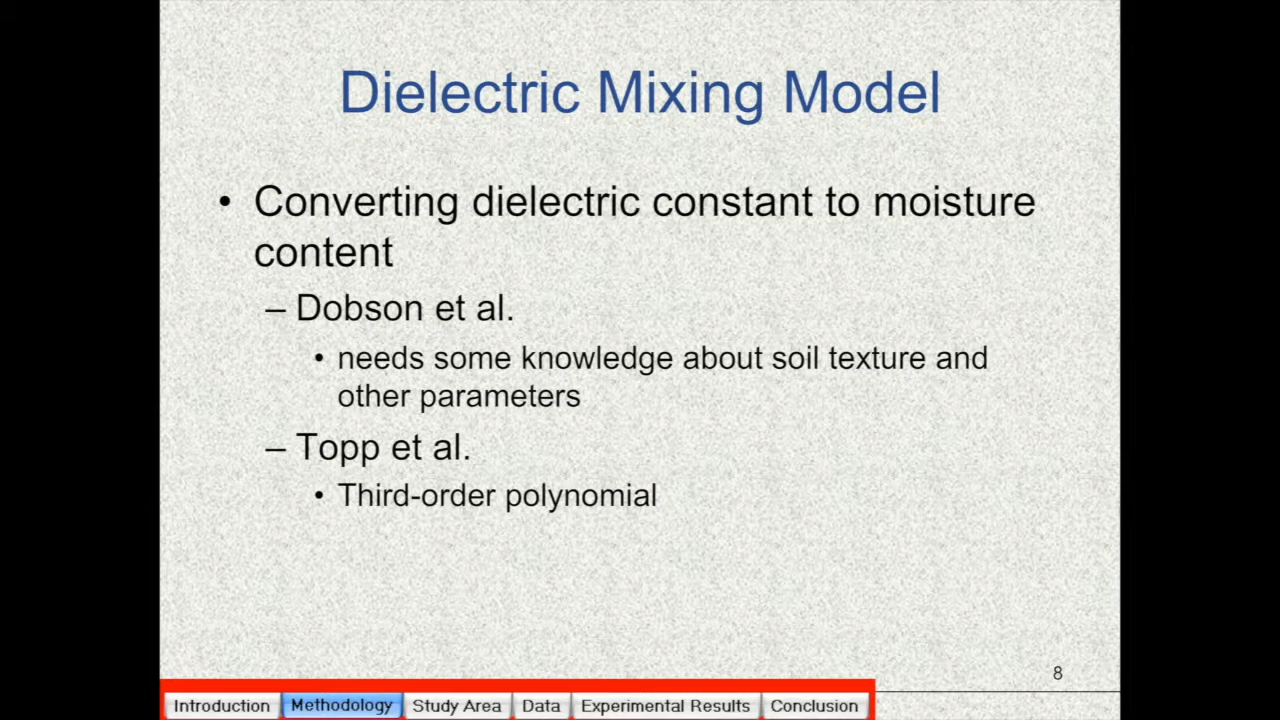 Dielectric Mixing Model
• Converting dielectric constant to moisture
content
– Dobson et al.
• needs some knowledge about soil texture and
other parameters
– Topp et al.
• Third-order polynomial
8
Introduction Methodology Study Area Data Experimental Results Conclusion